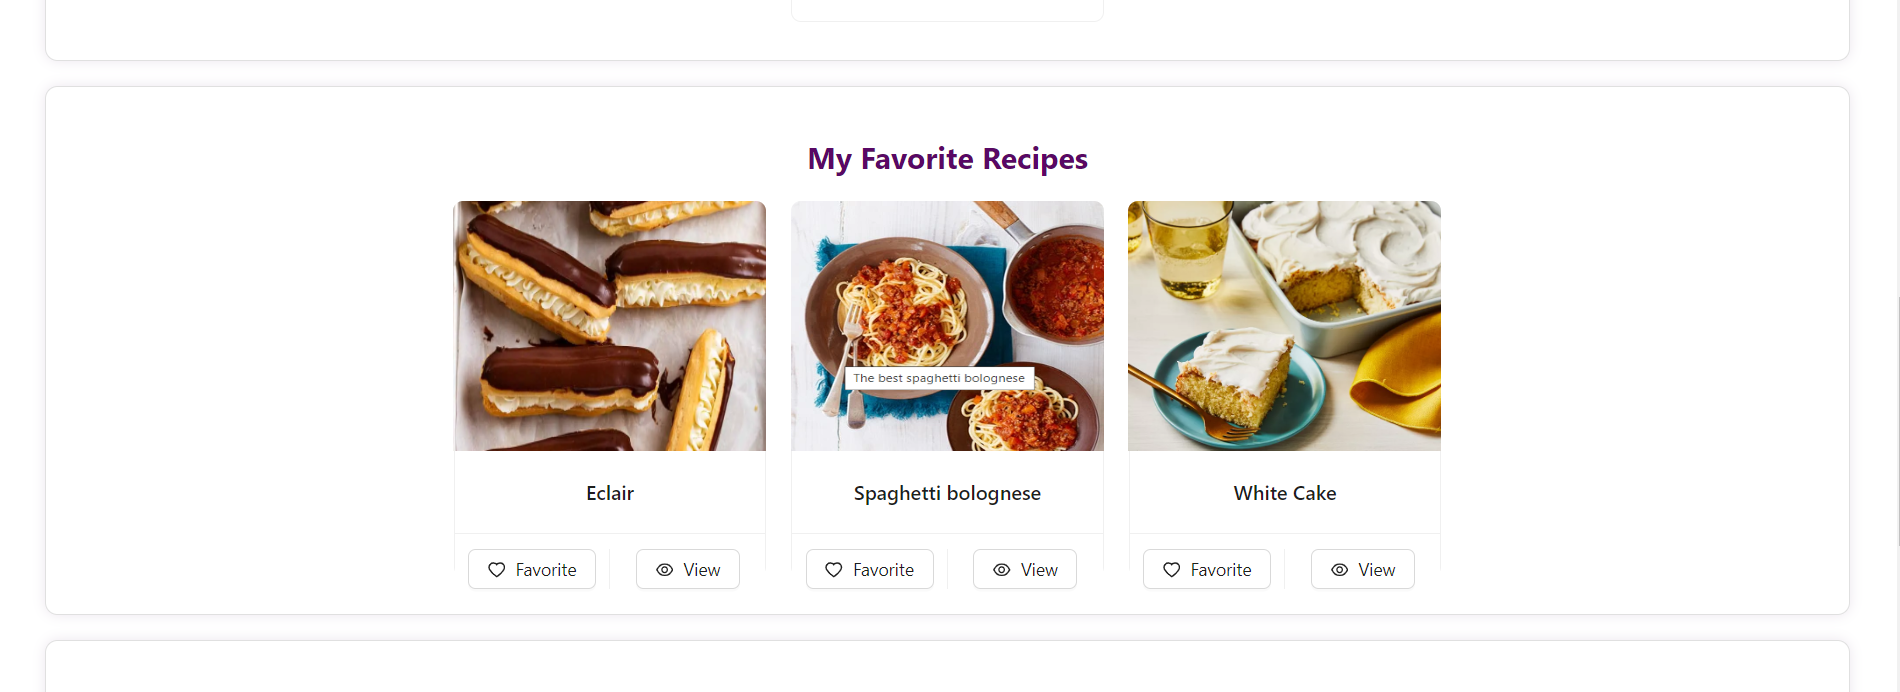 My Favorite Recipes
The best spaghetti bolognese
Eclair
Spaghetti bolognese
White Cake
Favorite
View
Favorite
View
Favorite
View